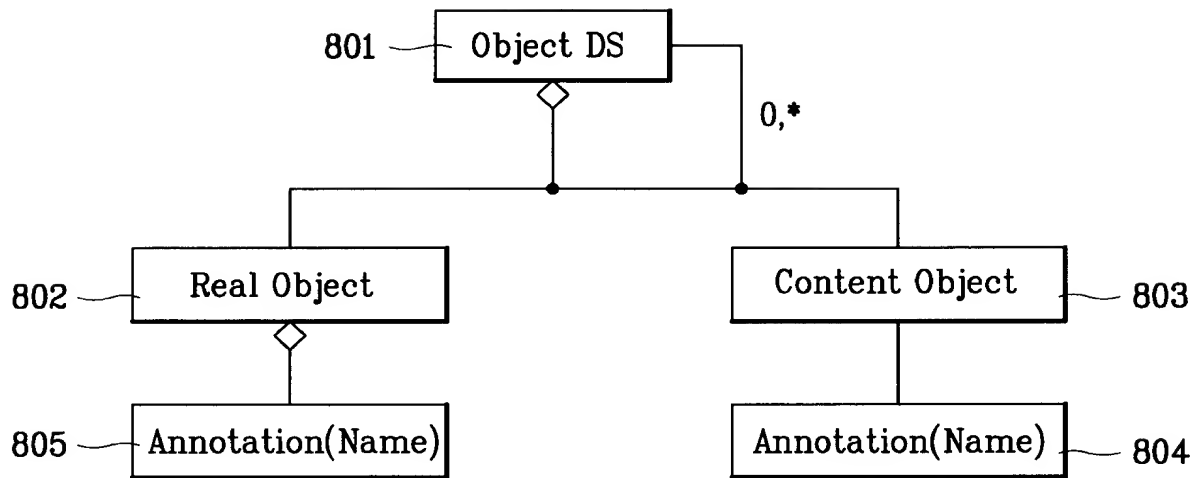 801
Object DS
0,*
802
Real Object
Content Object
803
805
Annotation(Name)
Annotation(Name)
804